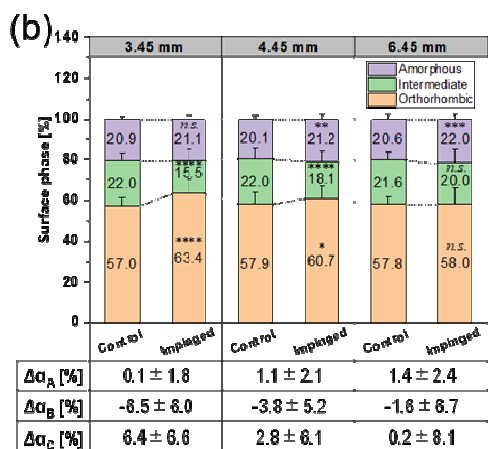 (b)
3.45 mm 4.45 mm 6.45 mm
140
120
100
80
60
40
20
0
Surface phase [%]
Amorphous
Intermediate
Orthorhombic
n.s. ** ***
20.9 21.1 20.1 21.2 20.6 22.0
**** **** n.s.
22.0 15.5 22.0 18.1 21.6 20.0
**** * n.s.
57.0 63.4 57.9 60.7 57.8 58.0
Control Impinged Control Impinged Control Impinged
Δα_A [%] 0.1 ± 1.8 1.1 ± 2.1 1.4 ± 2.4
Δα_B [%] -6.5 ± 6.0 -3.8 ± 5.2 -1.6 ± 6.7
Δα_C [%] 6.4 ± 6.6 2.8 ± 6.1 0.2 ± 8.1